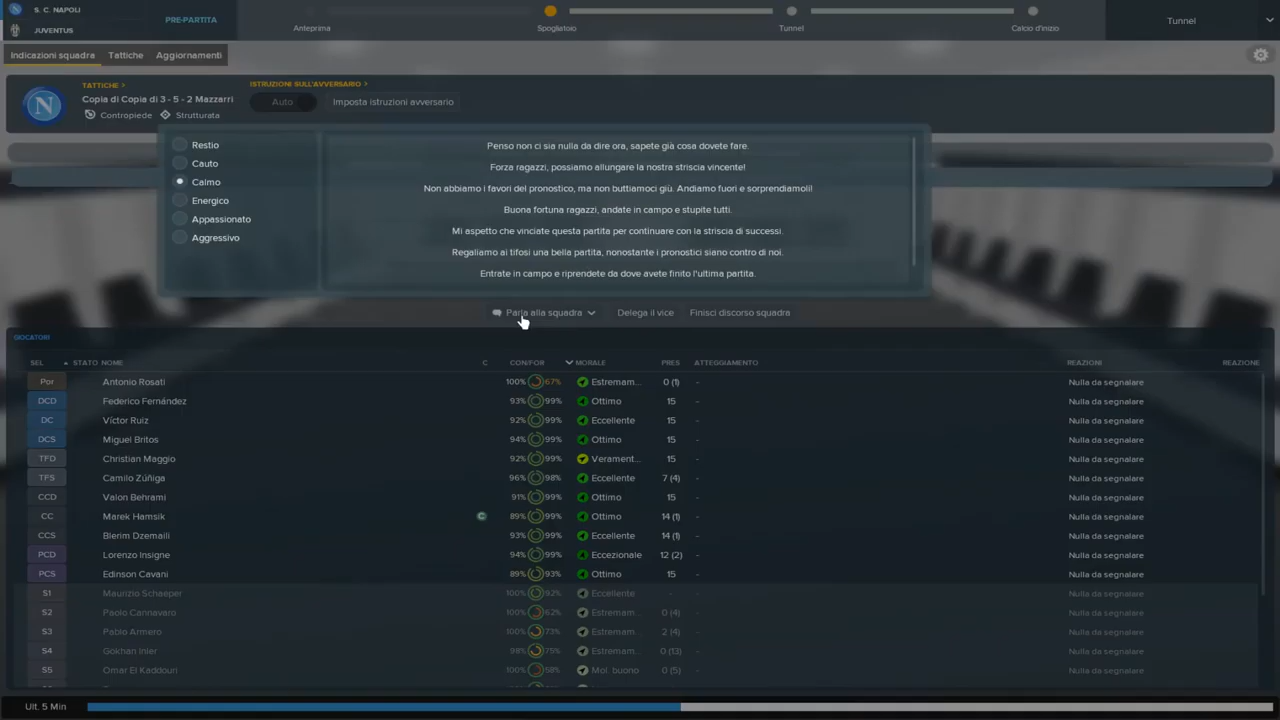 S. C. NAPOLI
JUVENTUS
PRE-PARTITA
Anteprima
Spogliatoio
Tunnel
Calcio d'inizio
Tunnel
Indicazioni squadra Tattiche Aggiornamenti
TATTICHE >
Copia di Copia di 3 - 5 - 2 Mazzarri
Contropiede Strutturata
ISTRUZIONI SULL'AVVERSARIO >
Auto Imposta istruzioni avversario
Restio
Cauto
Calmo
Energico
Appassionato
Aggressivo
Penso non ci sia nulla da dire ora, sapete già cosa dovete fare.
Forza ragazzi, possiamo allungare la nostra striscia vincente!
Non abbiamo i favori del pronostico, ma non buttiamoci giù. Andiamo fuori e sorprendiamoli!
Buona fortuna ragazzi, andate in campo e stupite tutti.
Mi aspetto che vinciate questa partita per continuare con la striscia di successi.
Regaliamo ai tifosi una bella partita, nonostante i pronostici siano contro di noi.
Entrate in campo e riprendete da dove avete finito l'ultima partita.
Parla alla squadra Delega il vice Finisci discorso squadra
GIOCATORI
SEL STATO NOME C CON/FOR MORALE PRES ATTEGGIAMENTO REAZIONI REAZIONE
Por Antonio Rosati 100% 67% Estremam... 0 (1) - Nulla da segnalare
DCD Federico Fernández 93% 99% Ottimo 15 - Nulla da segnalare
DC Víctor Ruiz 92% 99% Eccellente 15 - Nulla da segnalare
DCS Miguel Britos 94% 99% Ottimo 15 - Nulla da segnalare
TFD Christian Maggio 92% 99% Verament... 15 - Nulla da segnalare
TFS Camilo Zúñiga 96% 98% Eccellente 7 (4) - Nulla da segnalare
CCD Valon Behrami 91% 99% Ottimo 15 - Nulla da segnalare
CC Marek Hamsik C 89% 99% Ottimo 14 (1) - Nulla da segnalare
CCS Blerim Dzemaili 93% 99% Eccellente 14 (1) - Nulla da segnalare
PCD Lorenzo Insigne 94% 99% Eccezionale 12 (2) - Nulla da segnalare
PCS Edinson Cavani 89% 93% Ottimo 15 - Nulla da segnalare
S1 Maurizio Schaeper 100% 92% Eccellente - - Nulla da segnalare
S2 Paolo Cannavaro 100% 62% Estremam... 0 (4) - Nulla da segnalare
S3 Pablo Armero 100% 73% Estremam... 2 (4) - Nulla da segnalare
S4 Gokhan Inler 98% 75% Estremam... 0 (13) - Nulla da segnalare
S5 Omar El Kaddouri 100% 58% Mol. buono 0 (5) - Nulla da segnalare
Ult. 5 Min